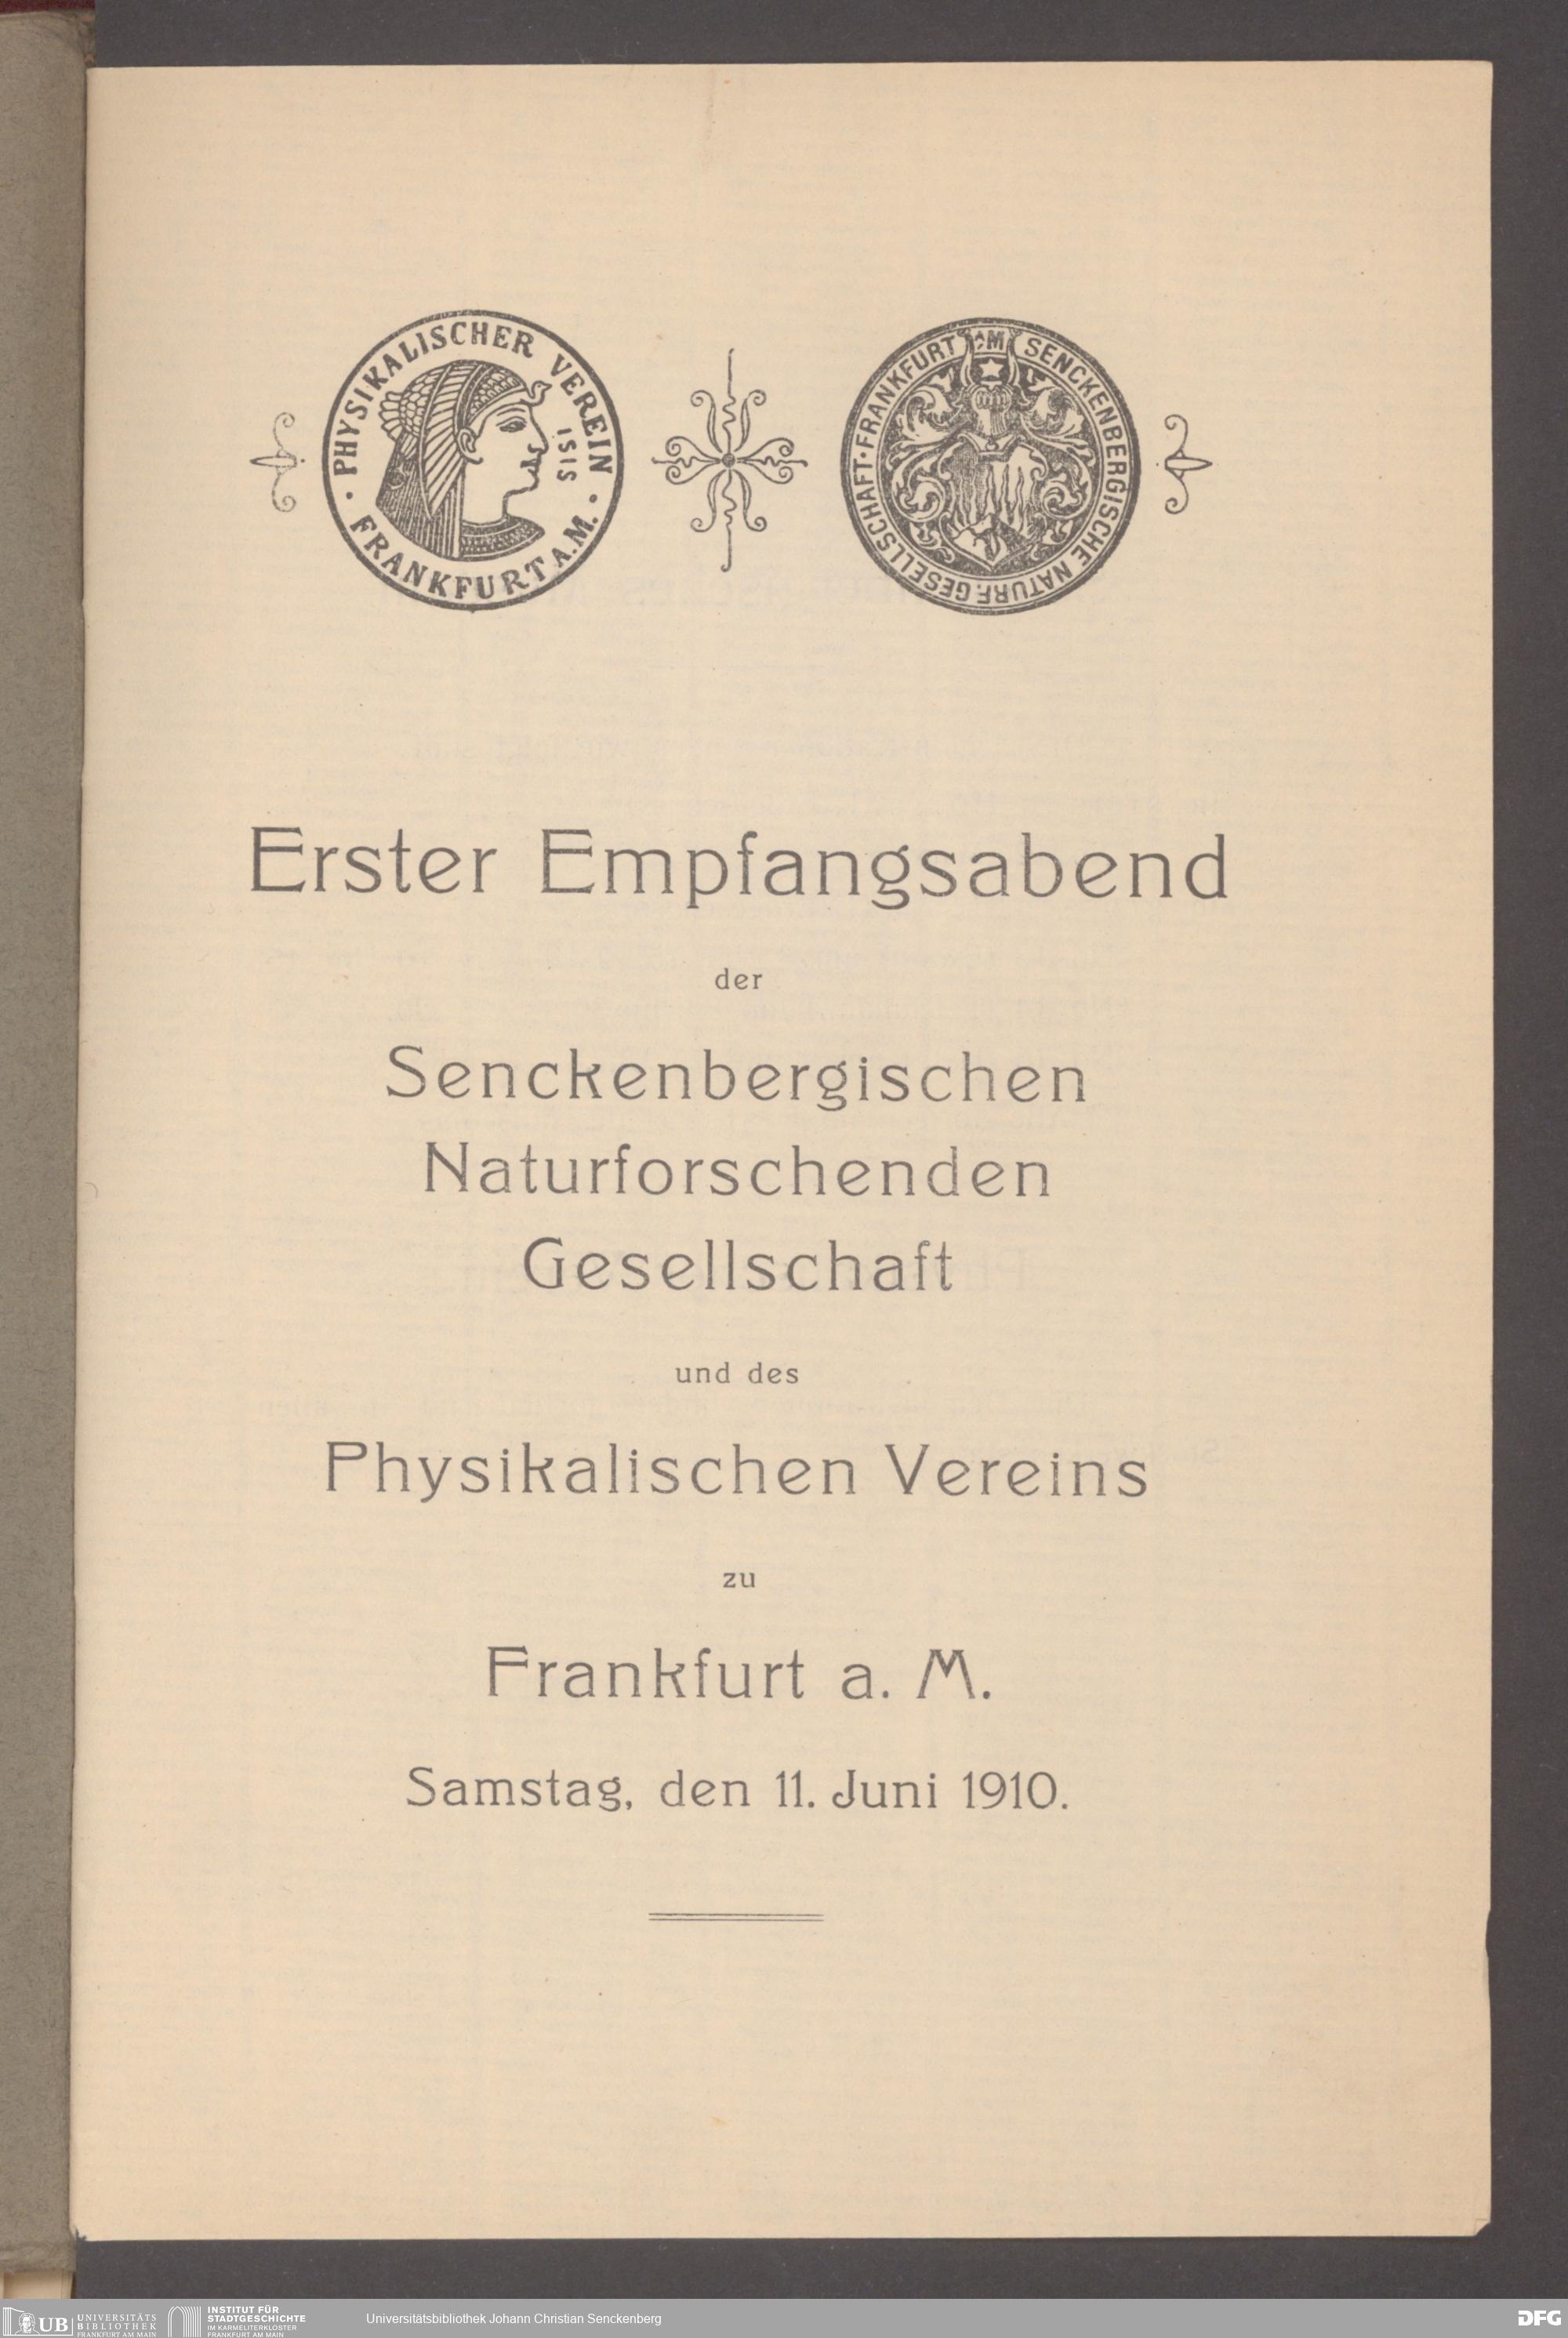 PHYSIKALISCHER VEREIN
ISIS
FRANKFURT A. M.
FRANKFURT A M SENCKENBERGISCHE NATURF. GESELLSCHAFT
Erster Empfangsabend
der
Senckenbergischen
Naturforschenden
Gesellschaft
und des
Physikalischen Vereins
zu
Frankfurt a. M.
Samstag, den 11. Juni 1910.
UB
UNIVERSITÄTS
BIBLIOTHEK
FRANKFURT AM MAIN
INSTITUT FÜR
STADTGESCHICHTE
IM KARMELITERKLOSTER
FRANKFURT AM MAIN
Universitätsbibliothek Johann Christian Senckenberg
DFG